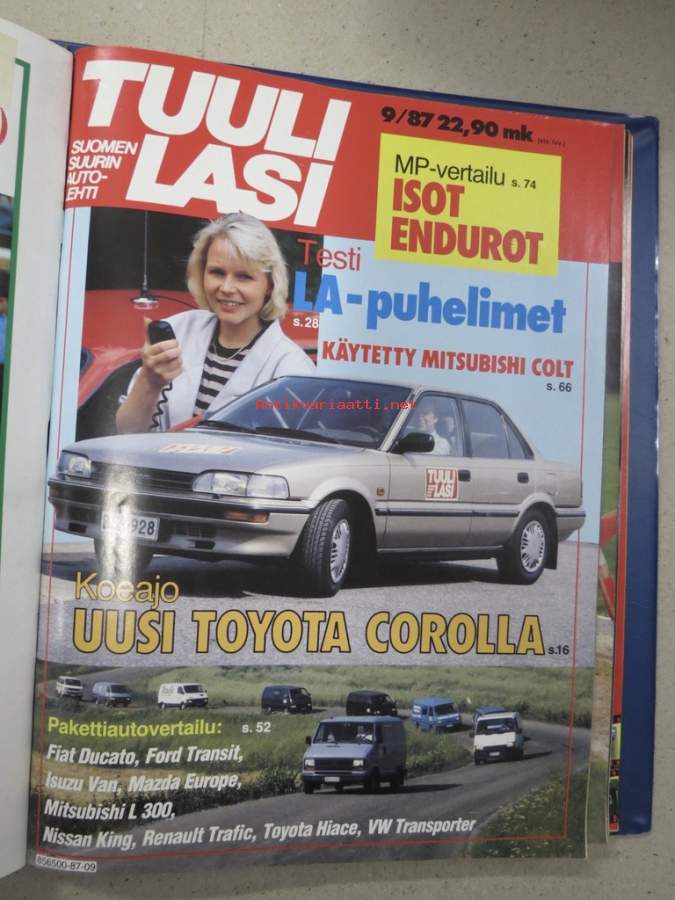 TUULI
LASI
SUOMEN
SUURIN
AUTO-
LEHTI
9/87 22,90 mk
MP-vertailu s. 74
ISOT
ENDUROT
Testi
LA-puhelimet
s.28
KÄYTETTY MITSUBISHI COLT
s. 66
Antikvariaatti.net
TUULI
LASI
928
Koeajo
UUSI TOYOTA COROLLA s.16
Pakettiautovertailu: s. 52
Fiat Ducato, Ford Transit,
Isuzu Van, Mazda Europe,
Mitsubishi L 300,
Nissan King, Renault Trafic, Toyota Hiace, VW Transporter
856500-87-09